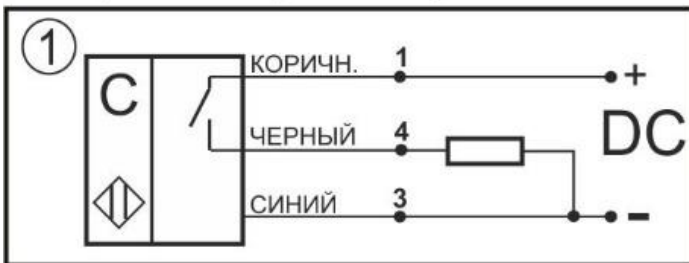 1
С
КОРИЧН. 1 +
ЧЕРНЫЙ 4 DC
СИНИЙ 3 -